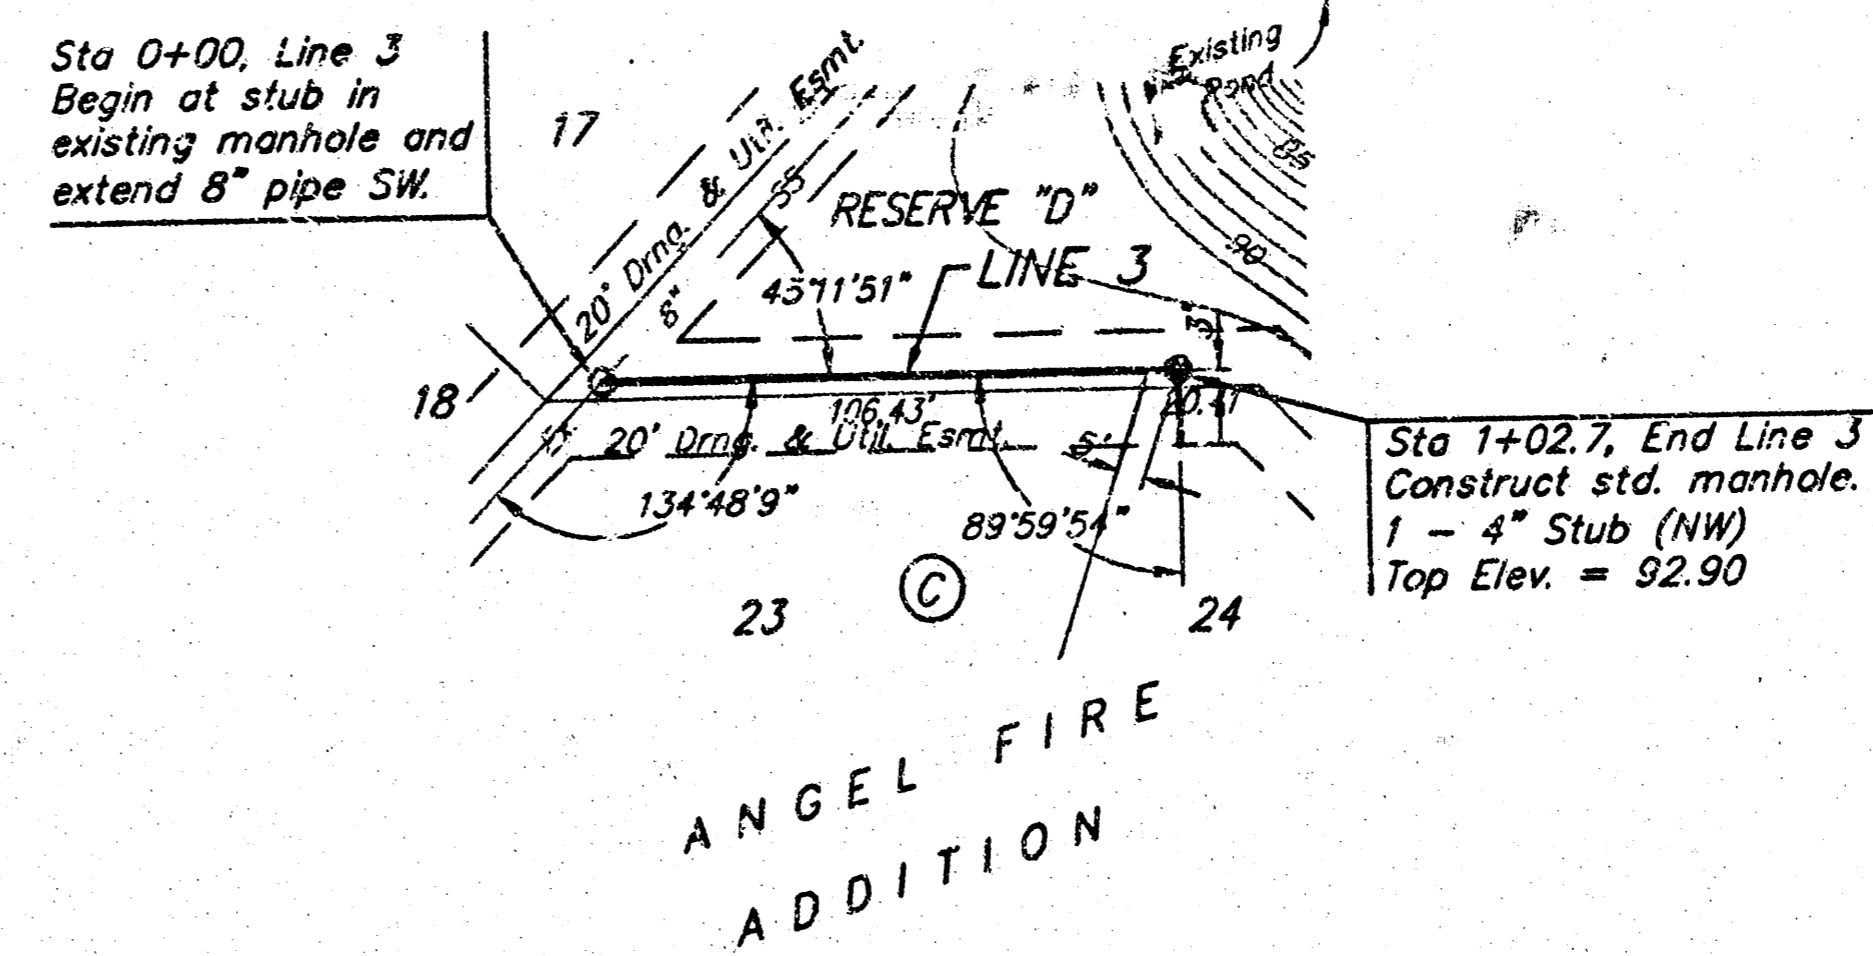 Sta 0+00, Line 3
Begin at stub in
existing manhole and
extend 8" pipe SW.
17
20' Drng. & Util. Esmt.
SS
8"
Existing
Pond
85
90
RESERVE "D"
LINE 3
45°11'51"
3'
18
106.43'
20' Drng. & Util. Esmt.
5'
134°48'9"
89°59'54"
Sta 1+02.7, End Line 3
Construct std. manhole.
1 - 4" Stub (NW)
Top Elev. = 92.90
C
23
24
ANGEL FIRE
ADDITION